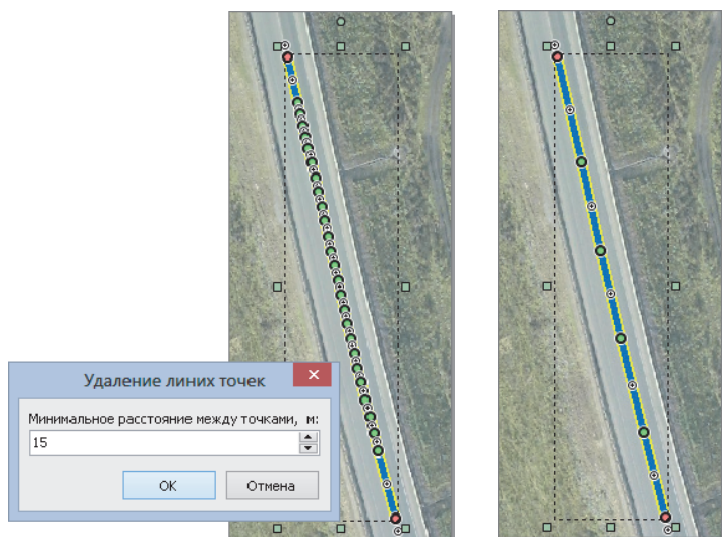 Удаление линих точек
Минимальное расстояние между точками, м:
15
ОК
Отмена